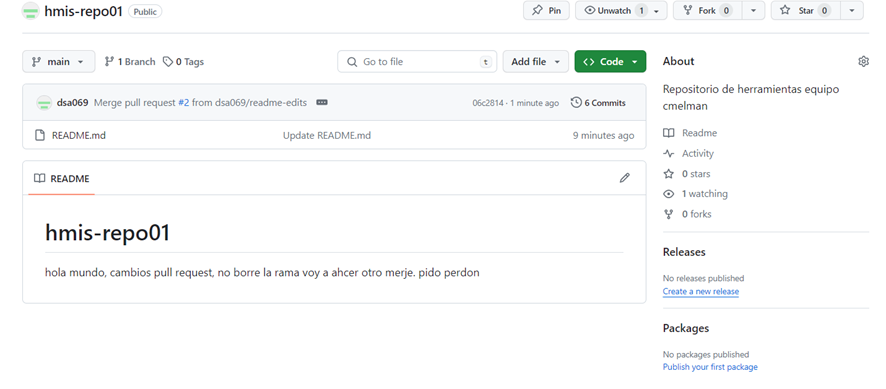 hmis-repo01 Public Pin Unwatch 1 Fork 0 Star 0
main 1 Branch 0 Tags Go to file t Add file Code
dsa069 Merge pull request #2 from dsa069/readme-edits 06c2814 · 1 minute ago 6 Commits
README.md Update README.md 9 minutes ago
README
hmis-repo01
hola mundo, cambios pull request, no borre la rama voy a ahcer otro merje. pido perdon
About
Repositorio de herramientas equipo
cmelman
Readme
Activity
0 stars
1 watching
0 forks
Releases
No releases published
Create a new release
Packages
No packages published
Publish your first package